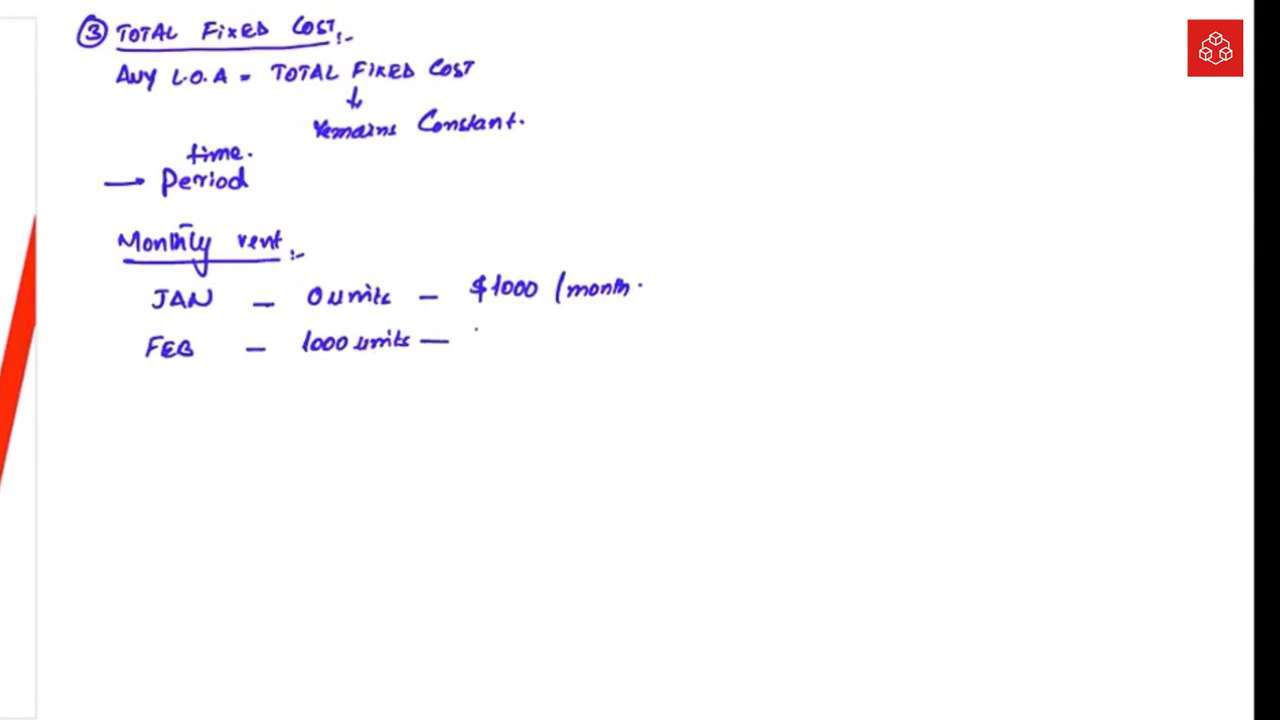 ③ TOTAL FixED COST:-
ANY L.O.A = TOTAL FIXED COST
↓
remains Constant.
time.
→ Period
Monthly rent:-
JAN - 0 units - $1000 /month.
FEB - 1000 units -